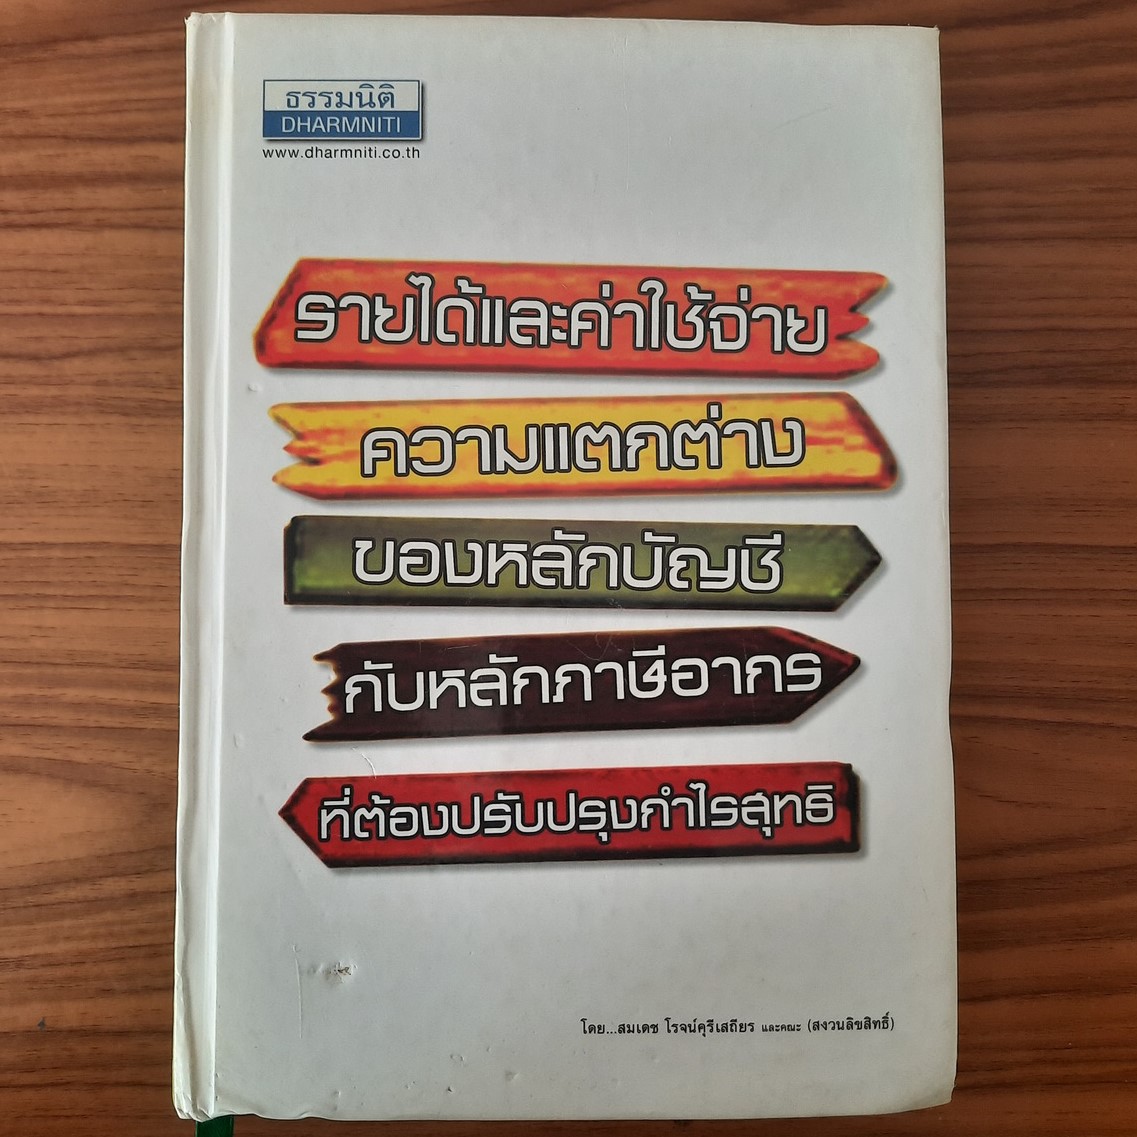 ธรรมนิติ
DHARMNITI
www.dharmniti.co.th
รายได้และค่าใช้จ่าย
ความแตกต่าง
ของหลักบัญชี
กับหลักภาษีอากร
ที่ต้องปรับปรุงกำไรสุทธิ
โดย...สมเดช โรจน์คุรีเสถียร และคณะ (สงวนลิขสิทธิ์)